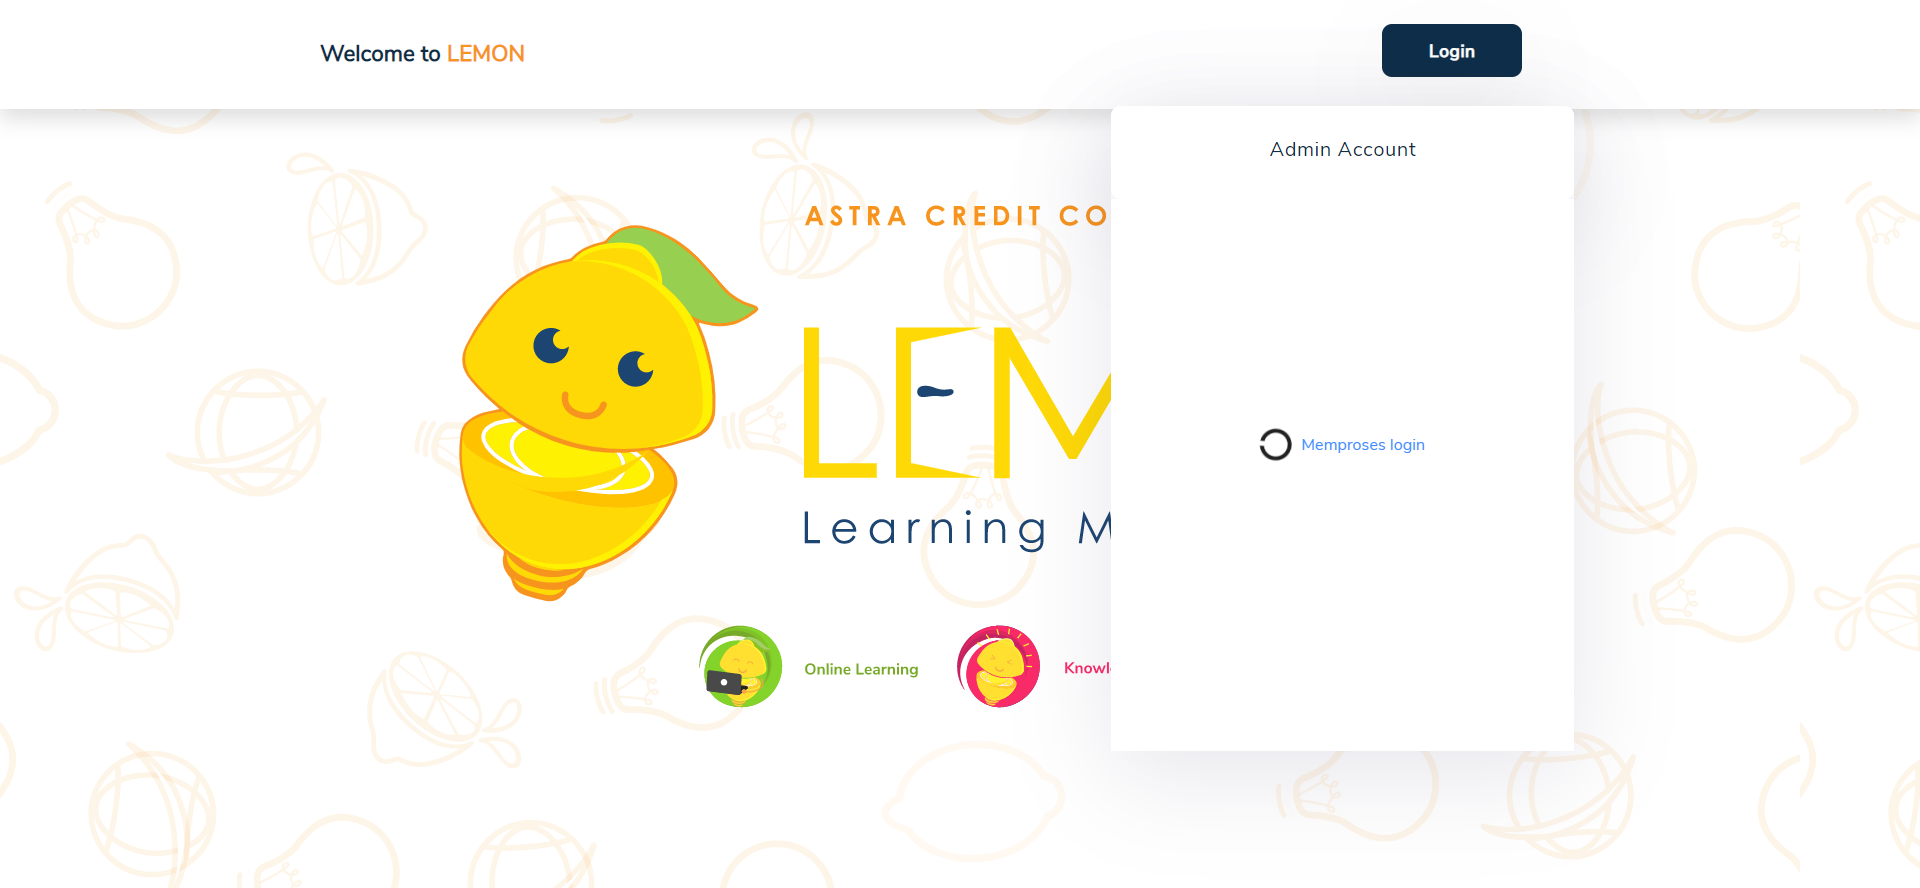 Welcome to LEMON
Login
Admin Account
ASTRA CREDIT CO
LEM
Learning M
Memproses login
Online Learning
Knowl